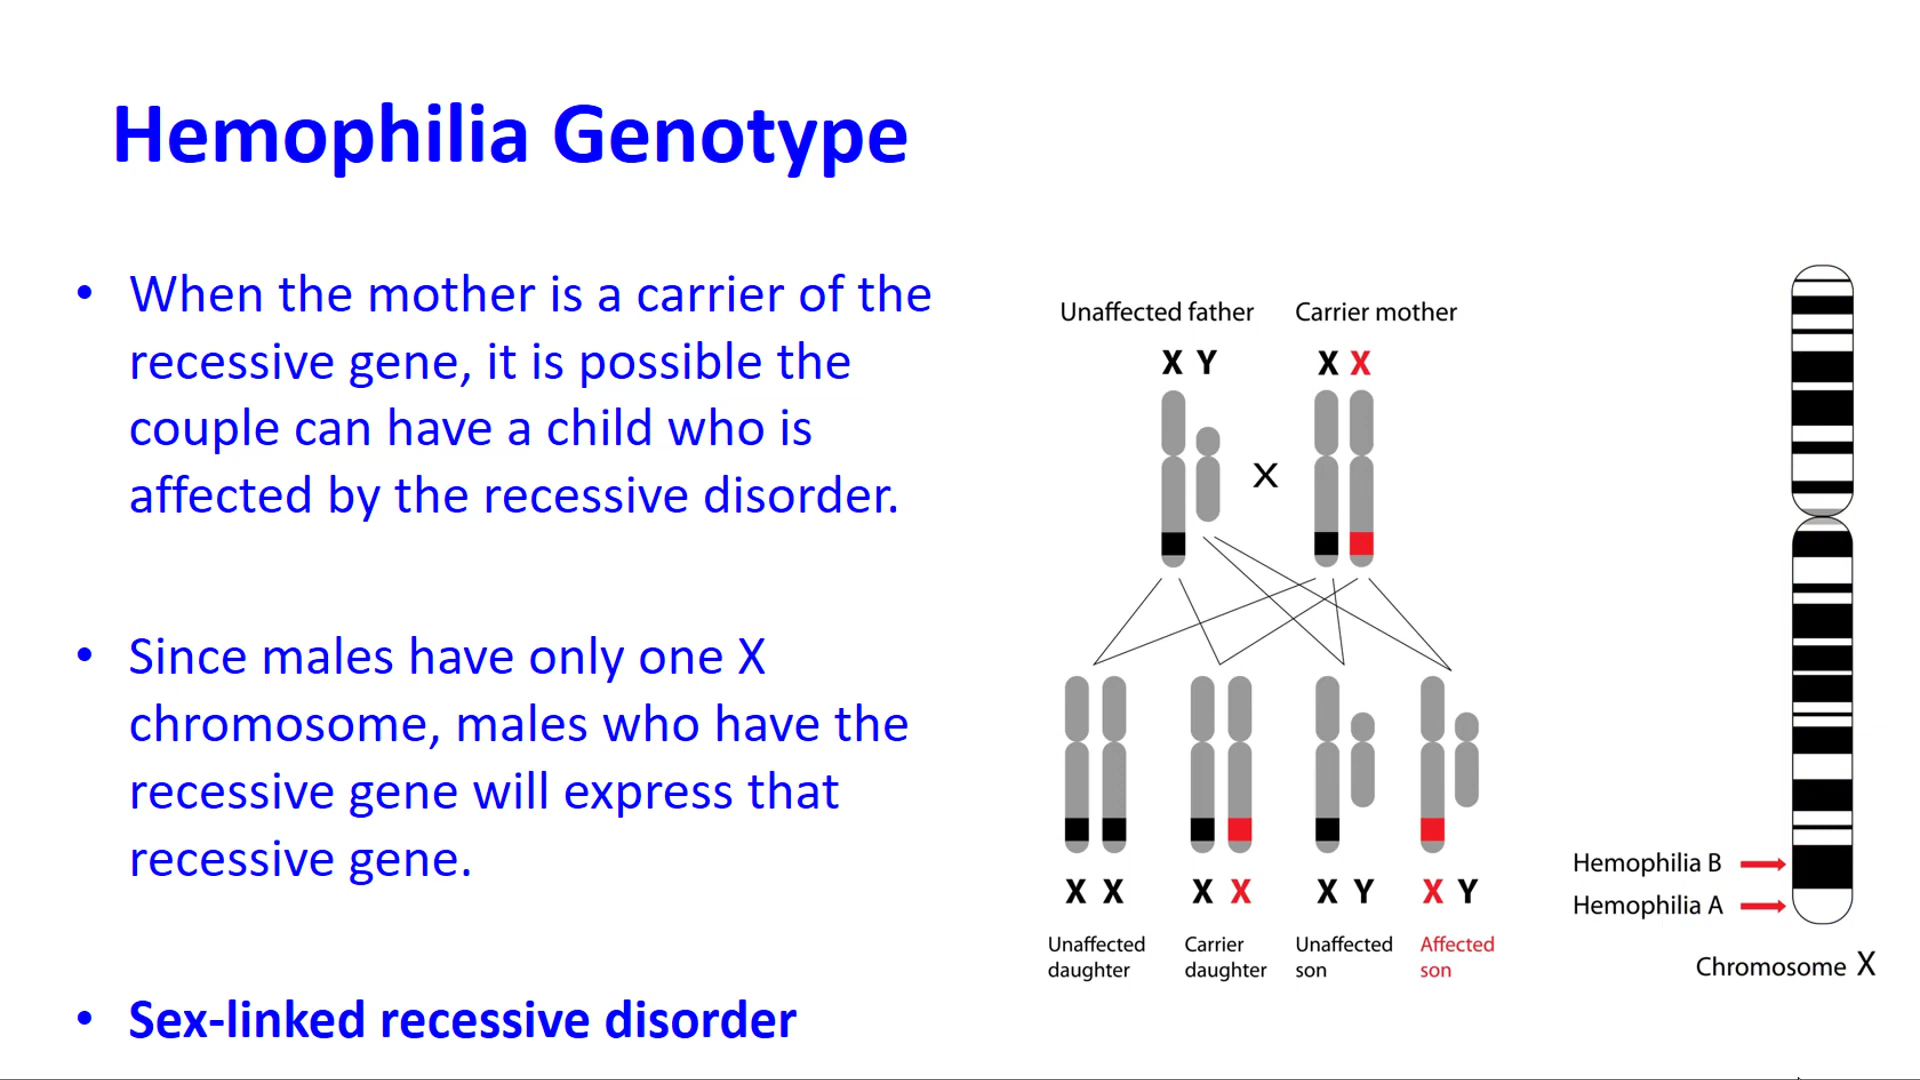 Hemophilia Genotype
• When the mother is a carrier of the
recessive gene, it is possible the
couple can have a child who is
affected by the recessive disorder.
• Since males have only one X
chromosome, males who have the
recessive gene will express that
recessive gene.
• Sex-linked recessive disorder
Unaffected father
Carrier mother
X Y
X X
X
X X
X X
X Y
X Y
Unaffected
daughter
Carrier
daughter
Unaffected
son
Affected
son
Hemophilia B
Hemophilia A
Chromosome X